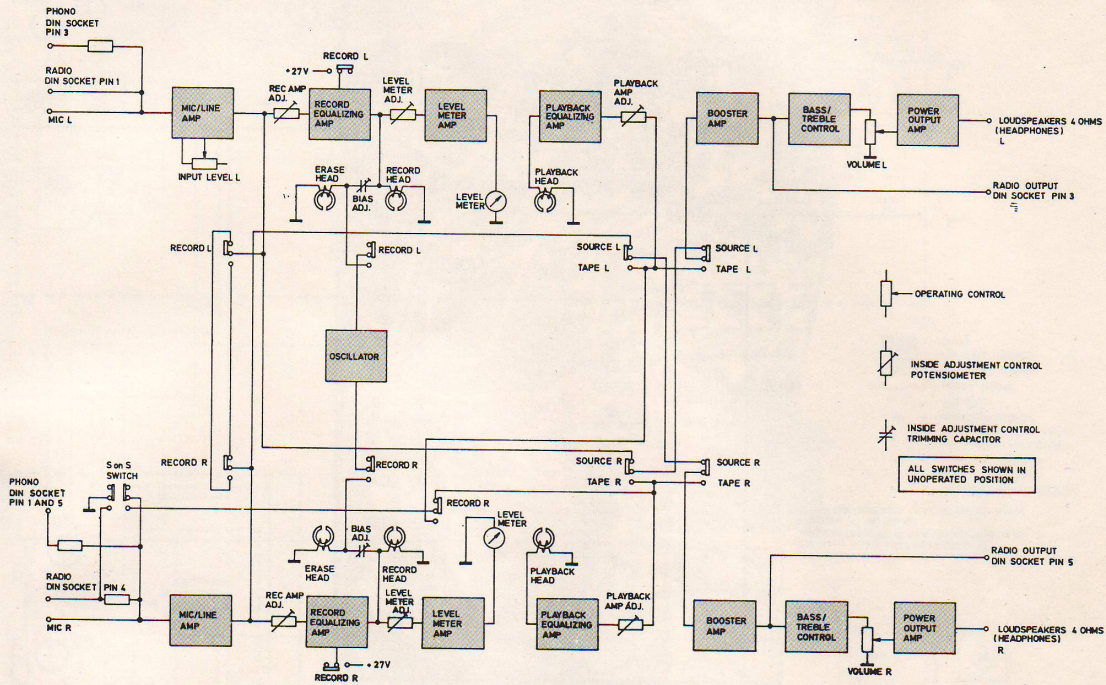 PHONO
DIN SOCKET
PIN 3
RADIO
DIN SOCKET PIN 1
MIC L
MIC/LINE
AMP
INPUT LEVEL L
REC AMP
ADJ.
+27V
RECORD L
RECORD
EQUALIZING
AMP
LEVEL
METER ADJ.
LEVEL
METER AMP
ERASE
HEAD
BIAS
ADJ.
RECORD
HEAD
LEVEL
METER
PLAYBACK
EQUALIZING
AMP
PLAYBACK
AMP
ADJ.
PLAYBACK
HEAD
BOOSTER
AMP
BASS/
TREBLE
CONTROL
VOLUME L
POWER
OUTPUT
AMP
LOUDSPEAKERS 4 OHMS
(HEADPHONES)
L
RADIO OUTPUT
DIN SOCKET PIN 3
RECORD L
RECORD L
SOURCE L
TAPE L
SOURCE L
TAPE L
OSCILLATOR
OPERATING CONTROL
INSIDE ADJUSTMENT CONTROL
POTENSIOMETER
INSIDE ADJUSTMENT CONTROL
TRIMMING CAPACITOR
ALL SWITCHES SHOWN IN
UNOPERATED POSITION
S on S
SWITCH
RECORD R
RECORD R
SOURCE R
TAPE R
SOURCE R
TAPE R
RECORD R
PHONO
DIN SOCKET
PIN 1 AND 5
RADIO
DIN SOCKET PIN 4
MIC R
MIC/LINE
AMP
REC AMP
ADJ.
ERASE
HEAD
BIAS
ADJ.
RECORD HEAD
RECORD
EQUALIZING
AMP
LEVEL
METER
ADJ.
LEVEL
METER AMP
LEVEL
METER
RECORD R
+27V
PLAYBACK
HEAD
PLAYBACK
EQUALIZING
AMP
PLAYBACK
AMP ADJ.
BOOSTER
AMP
BASS/
TREBLE
CONTROL
VOLUME R
POWER
OUTPUT
AMP
RADIO OUTPUT
DIN SOCKET PIN 5
LOUDSPEAKERS 4 OHMS
(HEADPHONES)
R